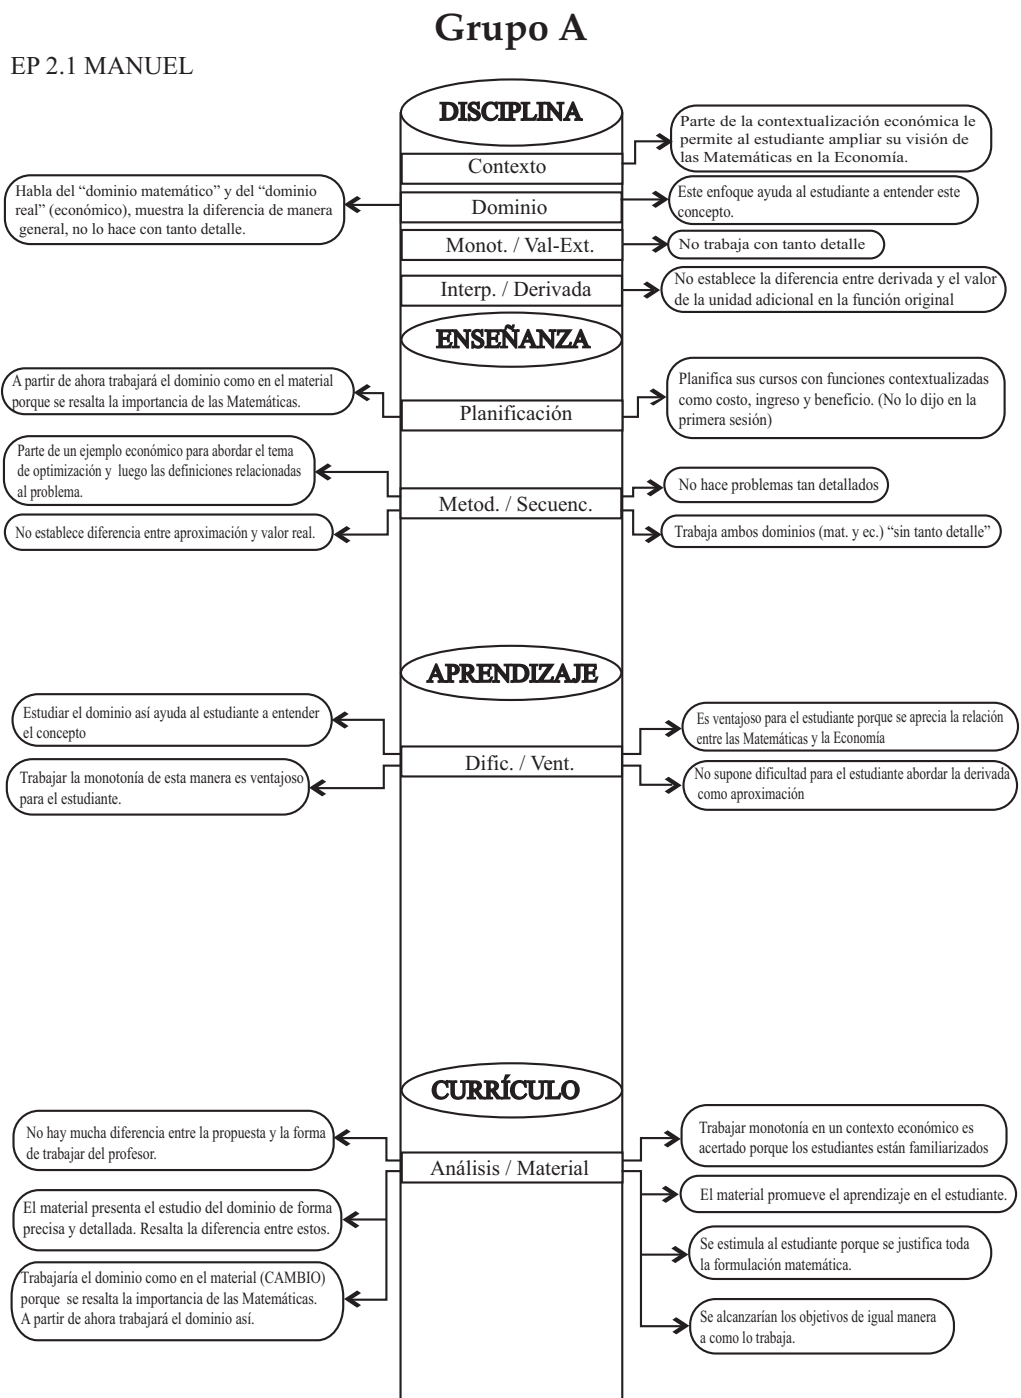 Grupo A
EP 2.1 MANUEL
DISCIPLINA
Contexto
Parte de la contextualización económica le
permite al estudiante ampliar su visión de
las Matemáticas en la Economía.
Habla del “dominio matemático” y del “dominio
real” (económico), muestra la diferencia de manera
general, no lo hace con tanto detalle.
Dominio
Este enfoque ayuda al estudiante a entender este
concepto.
Monot. / Val-Ext.
No trabaja con tanto detalle
Interp. / Derivada
No establece la diferencia entre derivada y el valor
de la unidad adicional en la función original
ENSEÑANZA
A partir de ahora trabajará el dominio como en el material
porque se resalta la importancia de las Matemáticas.
Planificación
Planifica sus cursos con funciones contextualizadas
como costo, ingreso y beneficio. (No lo dijo en la
primera sesión)
Parte de un ejemplo económico para abordar el tema
de optimización y luego las definiciones relacionadas
al problema.
No establece diferencia entre aproximación y valor real.
Metod. / Secuenc.
No hace problemas tan detallados
Trabaja ambos dominios (mat. y ec.) “sin tanto detalle”
APRENDIZAJE
Estudiar el dominio así ayuda al estudiante a entender
el concepto
Trabajar la monotonía de esta manera es ventajoso
para el estudiante.
Dific. / Vent.
Es ventajoso para el estudiante porque se aprecia la relación
entre las Matemáticas y la Economía
No supone dificultad para el estudiante abordar la derivada
como aproximación
CURRÍCULO
No hay mucha diferencia entre la propuesta y la forma
de trabajar del profesor.
El material presenta el estudio del dominio de forma
precisa y detallada. Resalta la diferencia entre estos.
Trabajaría el dominio como en el material (CAMBIO)
porque se resalta la importancia de las Matemáticas.
A partir de ahora trabajará el dominio así.
Análisis / Material
Trabajar monotonía en un contexto económico es
acertado porque los estudiantes están familiarizados
El material promueve el aprendizaje en el estudiante.
Se estimula al estudiante porque se justifica toda
la formulación matemática.
Se alcanzarían los objetivos de igual manera
a como lo trabaja.